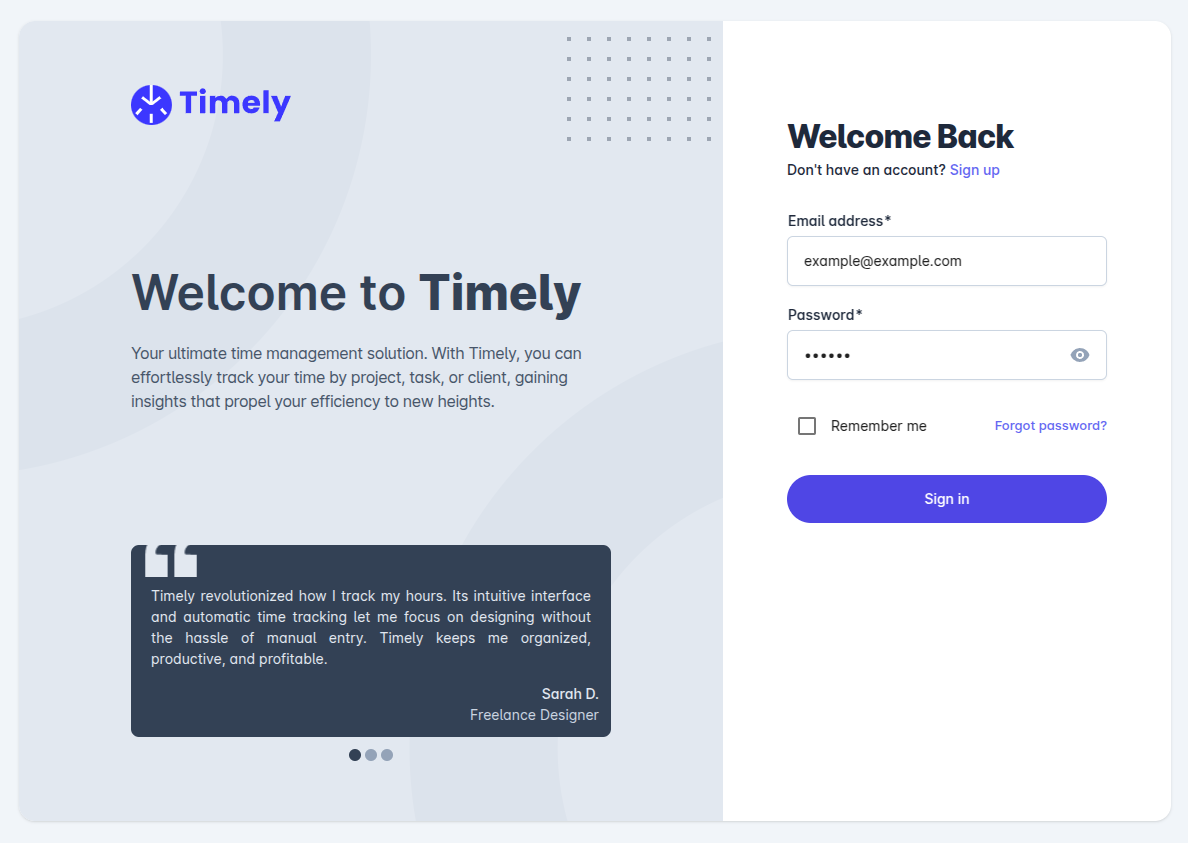 Timely
Welcome to Timely
Your ultimate time management solution. With Timely, you can
effortlessly track your time by project, task, or client, gaining
insights that propel your efficiency to new heights.
Timely revolutionized how I track my hours. Its intuitive interface
and automatic time tracking let me focus on designing without
the hassle of manual entry. Timely keeps me organized,
productive, and profitable.
Sarah D.
Freelance Designer
Welcome Back
Don't have an account? Sign up
Email address*
example@example.com
Password*
••••••
Remember me
Forgot password?
Sign in